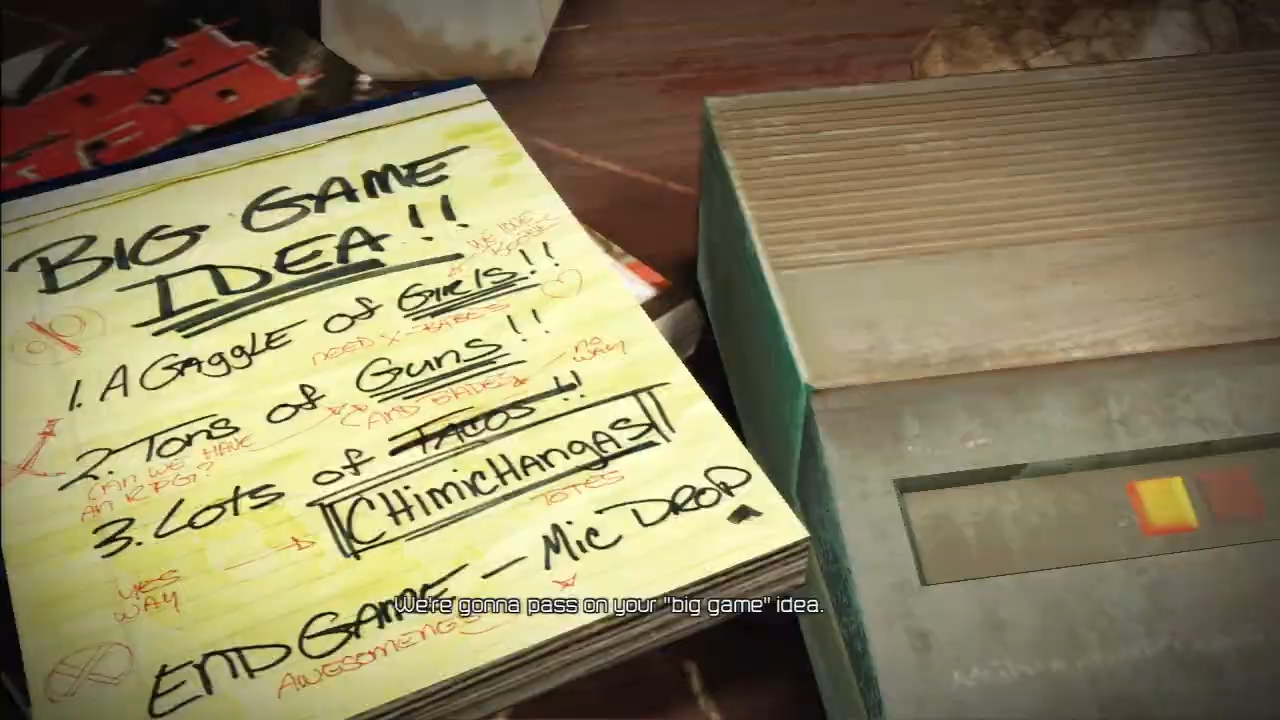 BIG GAME
IDEA!!
WE LOVE
BOOBIES
1. A GAGGLE of GIRLS!!
NEED X-BABES
2. TONS of GUNS!!
NO
WAY
(AND BLADES)
CAN WE HAVE
AN RPG?
3. LOTS of TACOS!!
CHIMICHANGAS
TOTES
YES
WAY
END GAME - MIC DROP
AWESOMENESS
We're gonna pass on your "big game" idea.